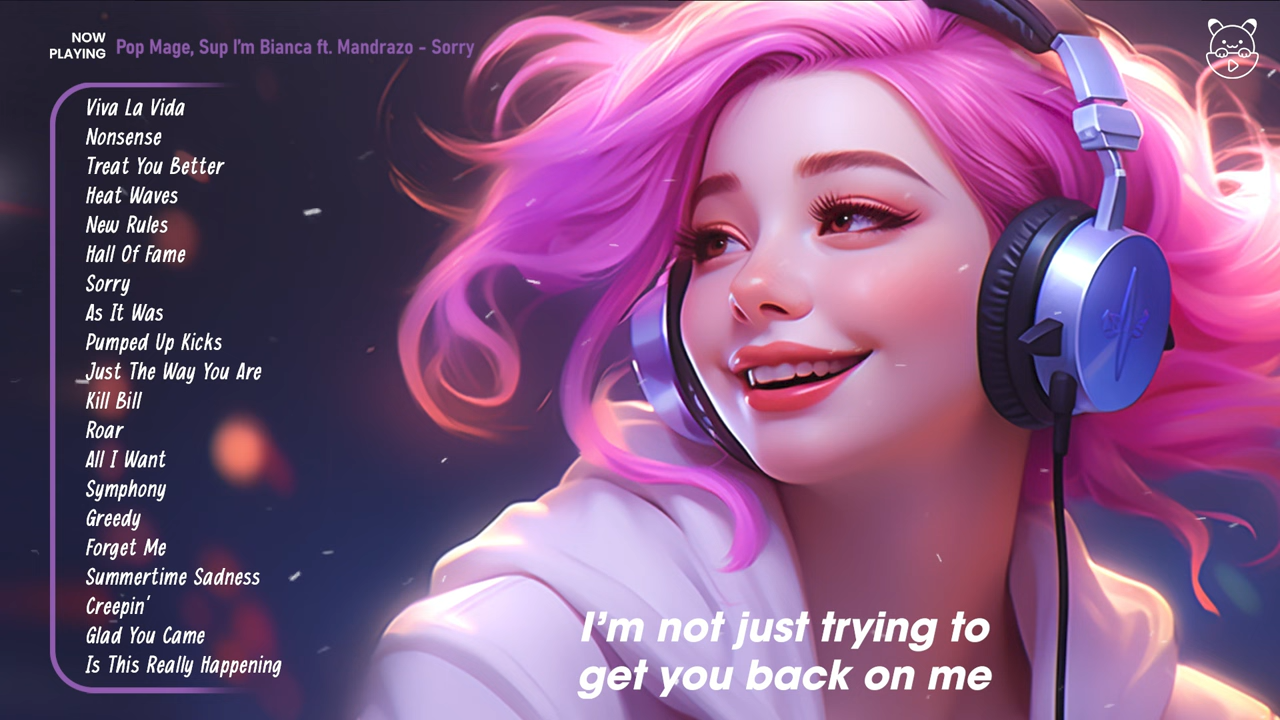 NOW
PLAYING
Pop Mage, Sup I'm Bianca ft. Mandrazo - Sorry
Viva La Vida
Nonsense
Treat You Better
Heat Waves
New Rules
Hall Of Fame
Sorry
As It Was
Pumped Up Kicks
Just The Way You Are
Kill Bill
Roar
All I Want
Symphony
Greedy
Forget Me
Summertime Sadness
Creepin'
Glad You Came
Is This Really Happening
I'm not just trying to
get you back on me